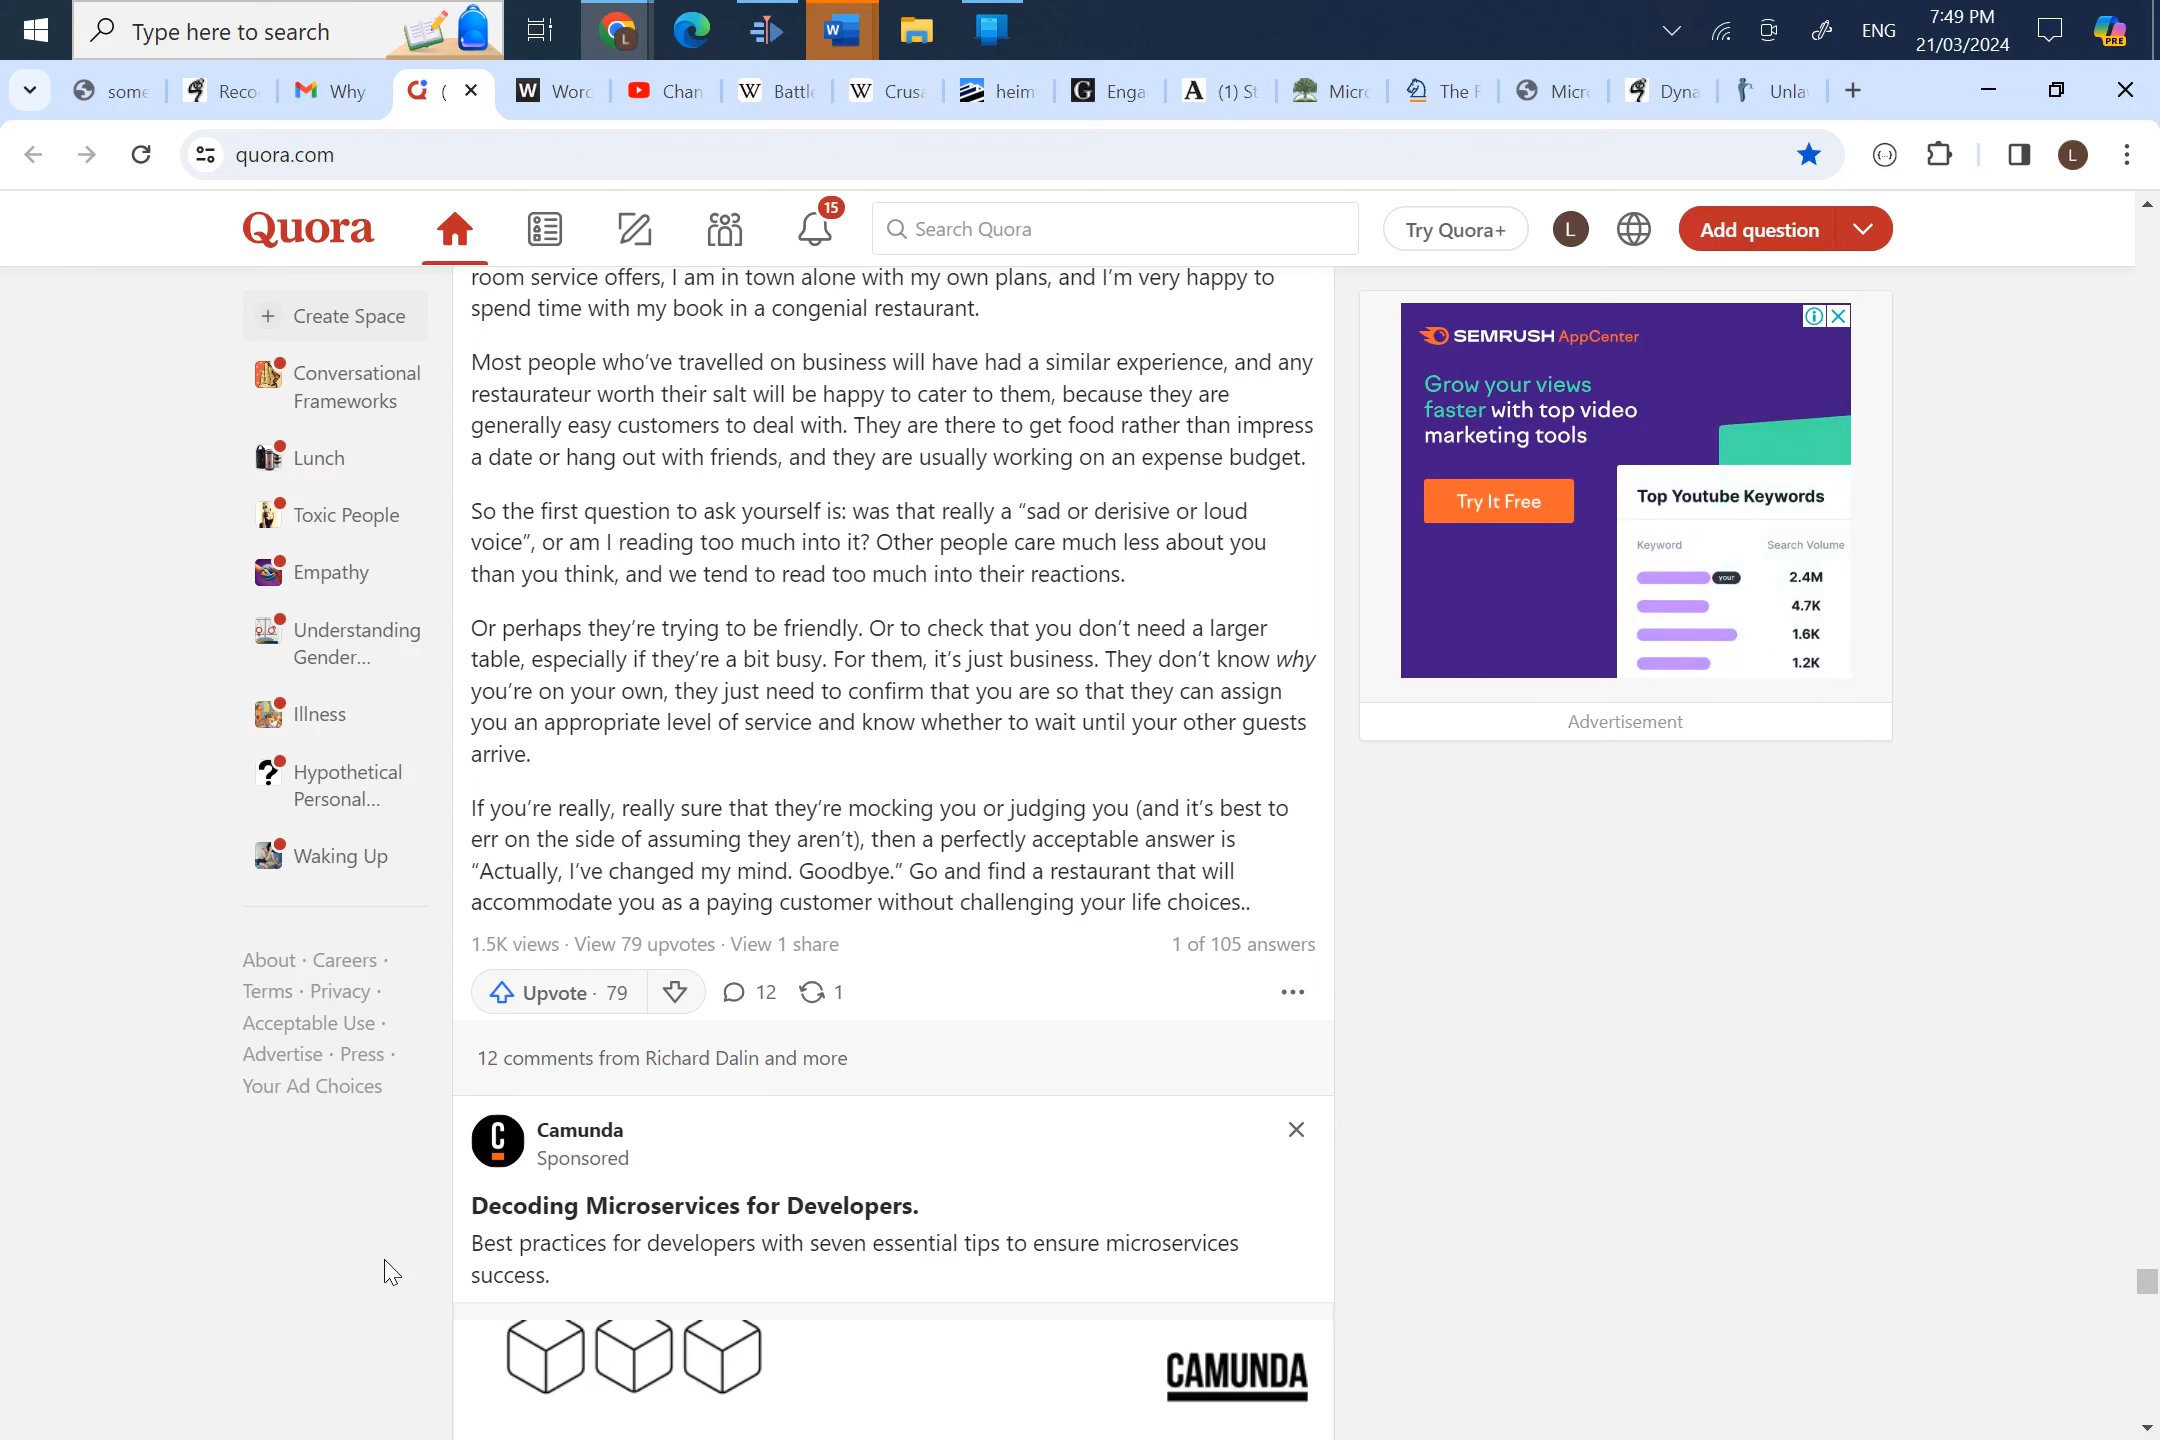 Type here to search
ENG
7:49 PM
21/03/2024
PRE
some
Reco
Why
(
Word
Chan
Battle
Crusa
heim
Enga
(1) St
Micro
The F
Micro
Dyna
Unla
quora.com
L
Quora
15
Search Quora
Try Quora+
L
Add question
Create Space
Conversational
Frameworks
Lunch
Toxic People
Empathy
Understanding
Gender...
Illness
Hypothetical
Personal...
Waking Up
About · Careers ·
Terms · Privacy ·
Acceptable Use ·
Advertise · Press ·
Your Ad Choices
room service offers, I am in town alone with my own plans, and I’m very happy to
spend time with my book in a congenial restaurant.
Most people who’ve travelled on business will have had a similar experience, and any
restaurateur worth their salt will be happy to cater to them, because they are
generally easy customers to deal with. They are there to get food rather than impress
a date or hang out with friends, and they are usually working on an expense budget.
So the first question to ask yourself is: was that really a “sad or derisive or loud
voice”, or am I reading too much into it? Other people care much less about you
than you think, and we tend to read too much into their reactions.
Or perhaps they’re trying to be friendly. Or to check that you don’t need a larger
table, especially if they’re a bit busy. For them, it’s just business. They don’t know why
you’re on your own, they just need to confirm that you are so that they can assign
you an appropriate level of service and know whether to wait until your other guests
arrive.
If you’re really, really sure that they’re mocking you or judging you (and it’s best to
err on the side of assuming they aren’t), then a perfectly acceptable answer is
“Actually, I’ve changed my mind. Goodbye.” Go and find a restaurant that will
accommodate you as a paying customer without challenging your life choices..
1.5K views · View 79 upvotes · View 1 share
1 of 105 answers
Upvote · 79
12
1
12 comments from Richard Dalin and more
Camunda
Sponsored
Decoding Microservices for Developers.
Best practices for developers with seven essential tips to ensure microservices
success.
CAMUNDA
SEMRUSH AppCenter
Grow your views
faster with top video
marketing tools
Try It Free
Top Youtube Keywords
Keyword
Search Volume
your
2.4M
4.7K
1.6K
1.2K
Advertisement